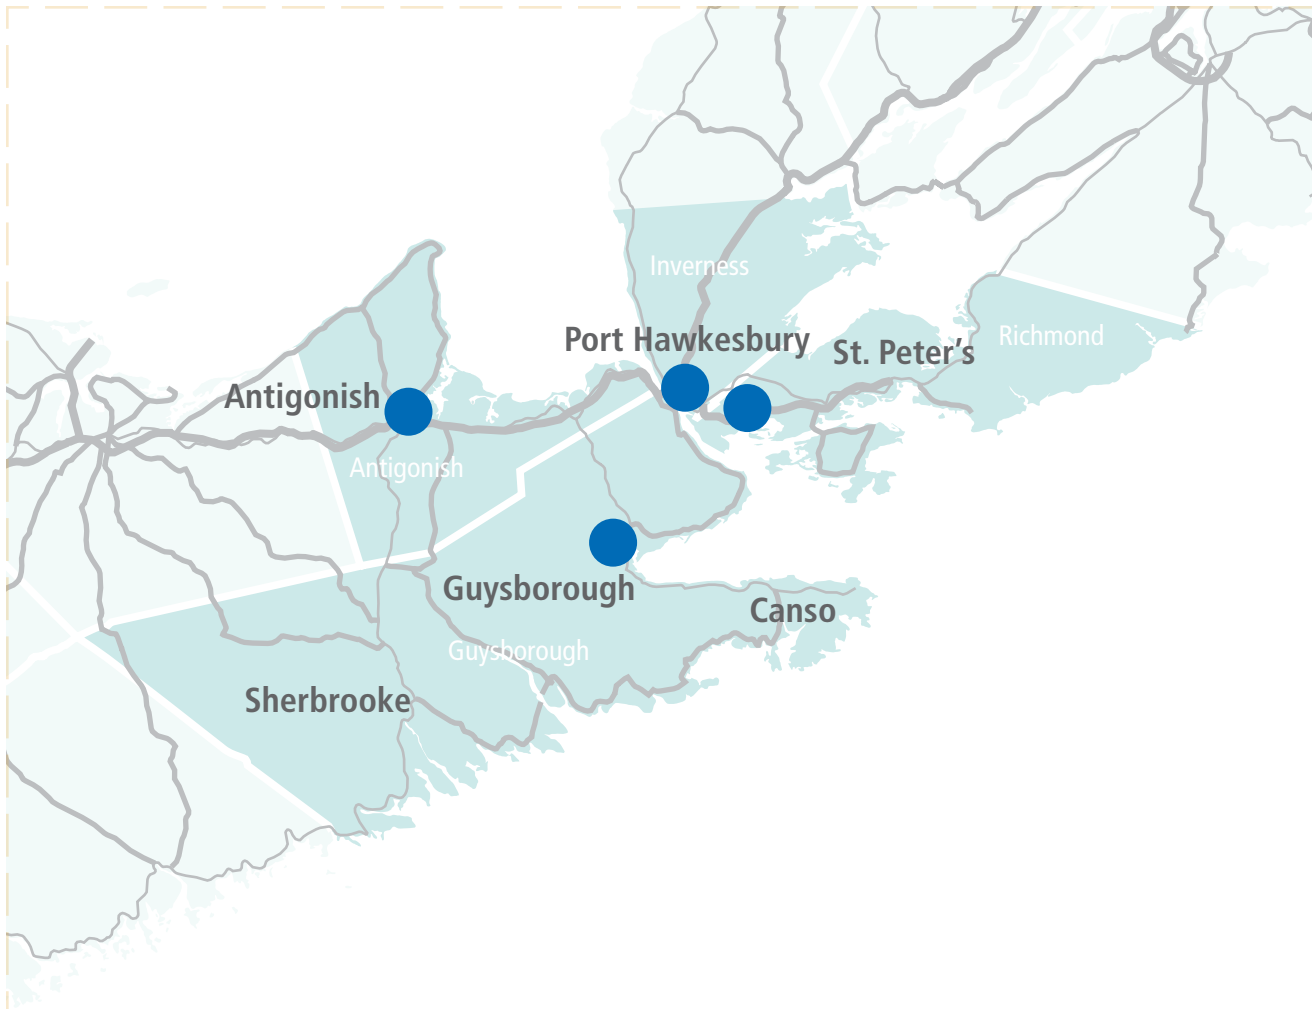 Inverness
Port Hawkesbury
St. Peter’s
Richmond
Antigonish
Antigonish
Guysborough
Canso
Guysborough
Sherbrooke